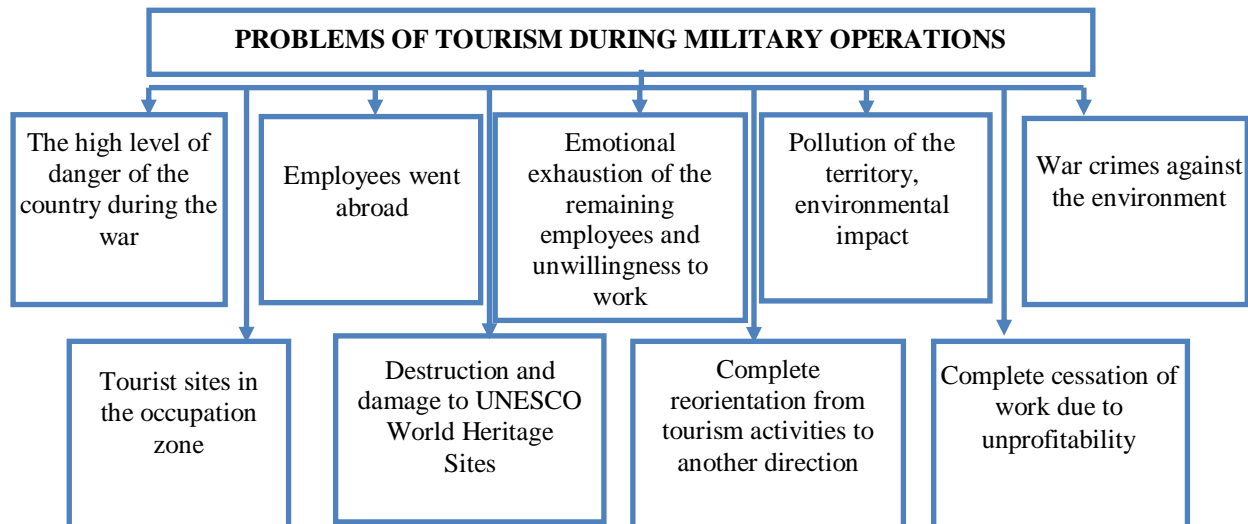 PROBLEMS OF TOURISM DURING MILITARY OPERATIONS
The high level of
danger of the
country during the
war
Employees went
abroad
Emotional
exhaustion of the
remaining
employees and
unwillingness to
work
Pollution of the
territory,
environmental
impact
War crimes against
the environment
Tourist sites in
the occupation
zone
Destruction and
damage to UNESCO
World Heritage
Sites
Complete
reorientation from
tourism activities to
another direction
Complete cessation of
work due to
unprofitability